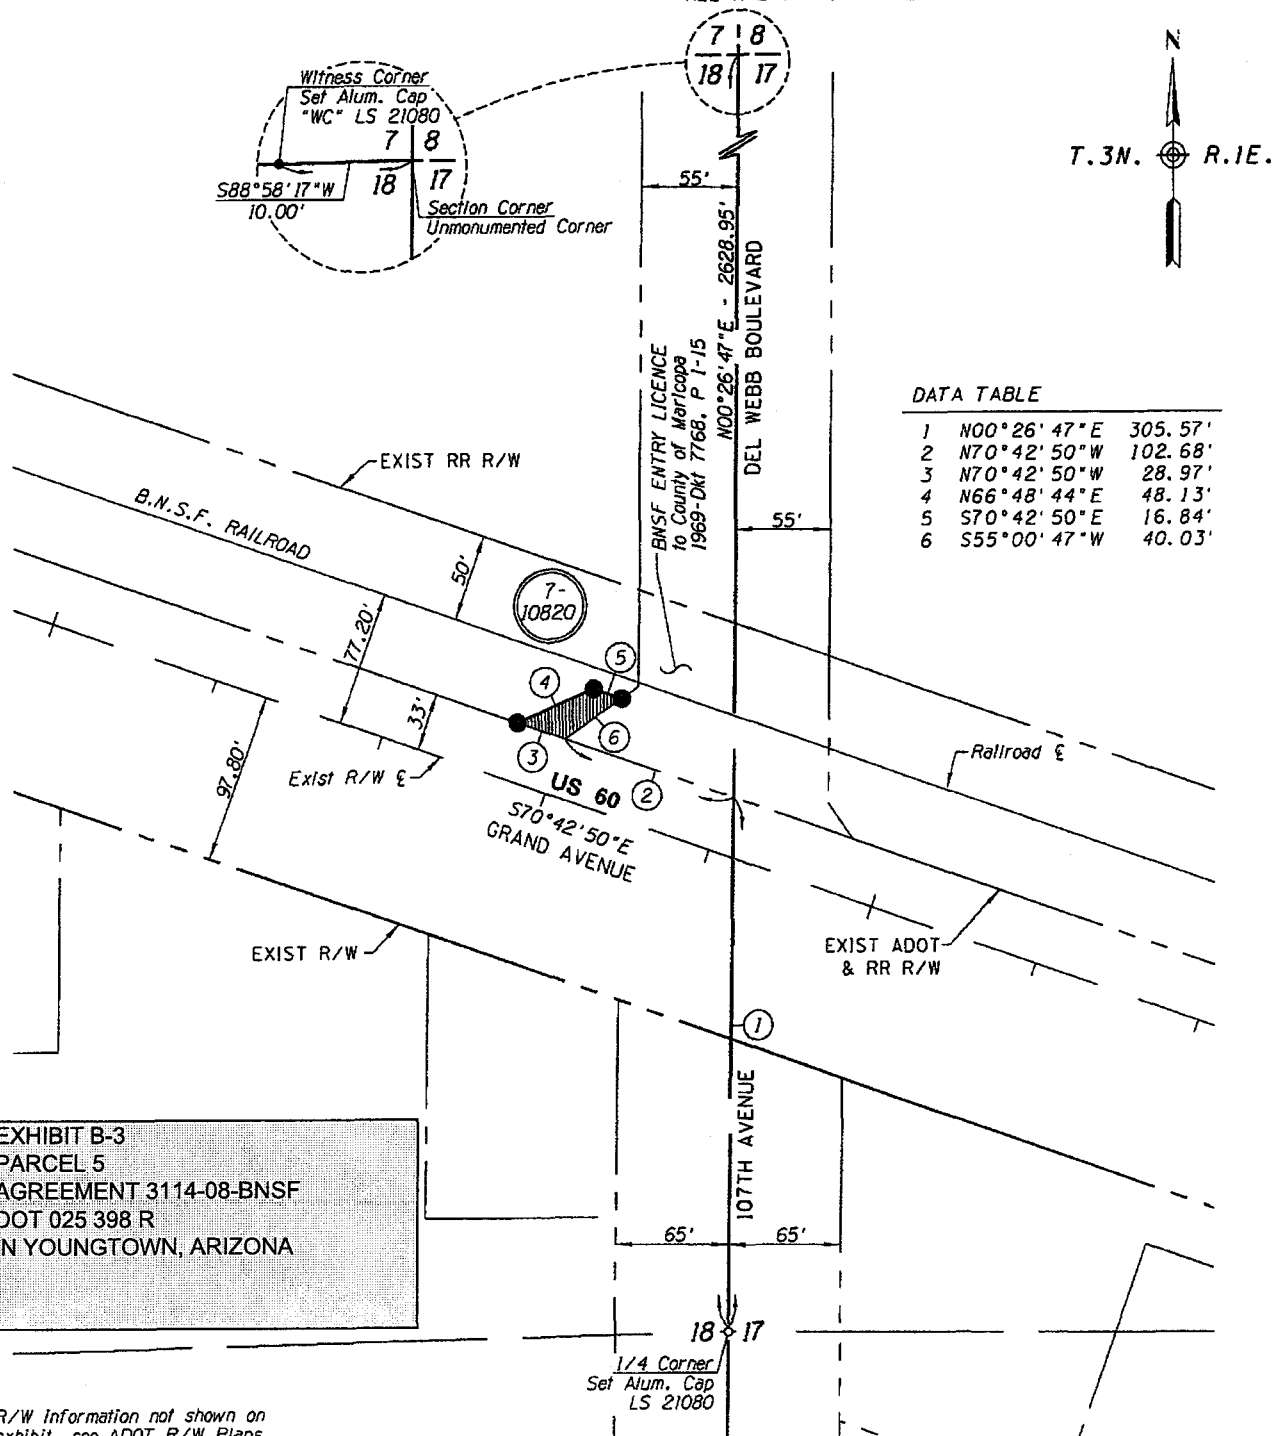 7 8
18 17
Witness Corner
Set Alum. Cap
"WC" LS 21080
7 8
18 17
S88°58'17"W
10.00'
Section Corner
Unmonumented Corner
N
T.3N. R.1E.
55'
N00°26'47"E - 2628.95'
DEL WEBB BOULEVARD
BNSF ENTRY LICENCE
to County of Maricopa
1969-Dkt 7768. P 1-15
55'
DATA TABLE
1 N00°26'47"E 305.57'
2 N70°42'50"W 102.68'
3 N70°42'50"W 28.97'
4 N66°48'44"E 48.13'
5 S70°42'50"E 16.84'
6 S55°00'47"W 40.03'
EXIST RR R/W
B.N.S.F. RAILROAD
50'
7-
10820
77.20'
33'
97.80'
5
4
6
3
2
Exist R/W ℄
US 60
S70°42'50"E
GRAND AVENUE
Railroad ℄
EXIST R/W
EXIST ADOT
& RR R/W
1
107TH AVENUE
EXHIBIT B-3
PARCEL 5
AGREEMENT 3114-08-BNSF
DOT 025 398 R
IN YOUNGTOWN, ARIZONA
65' 65'
18 17
1/4 Corner
Set Alum. Cap
LS 21080
R/W Information not shown on
exhibit, see ADOT R/W Plans